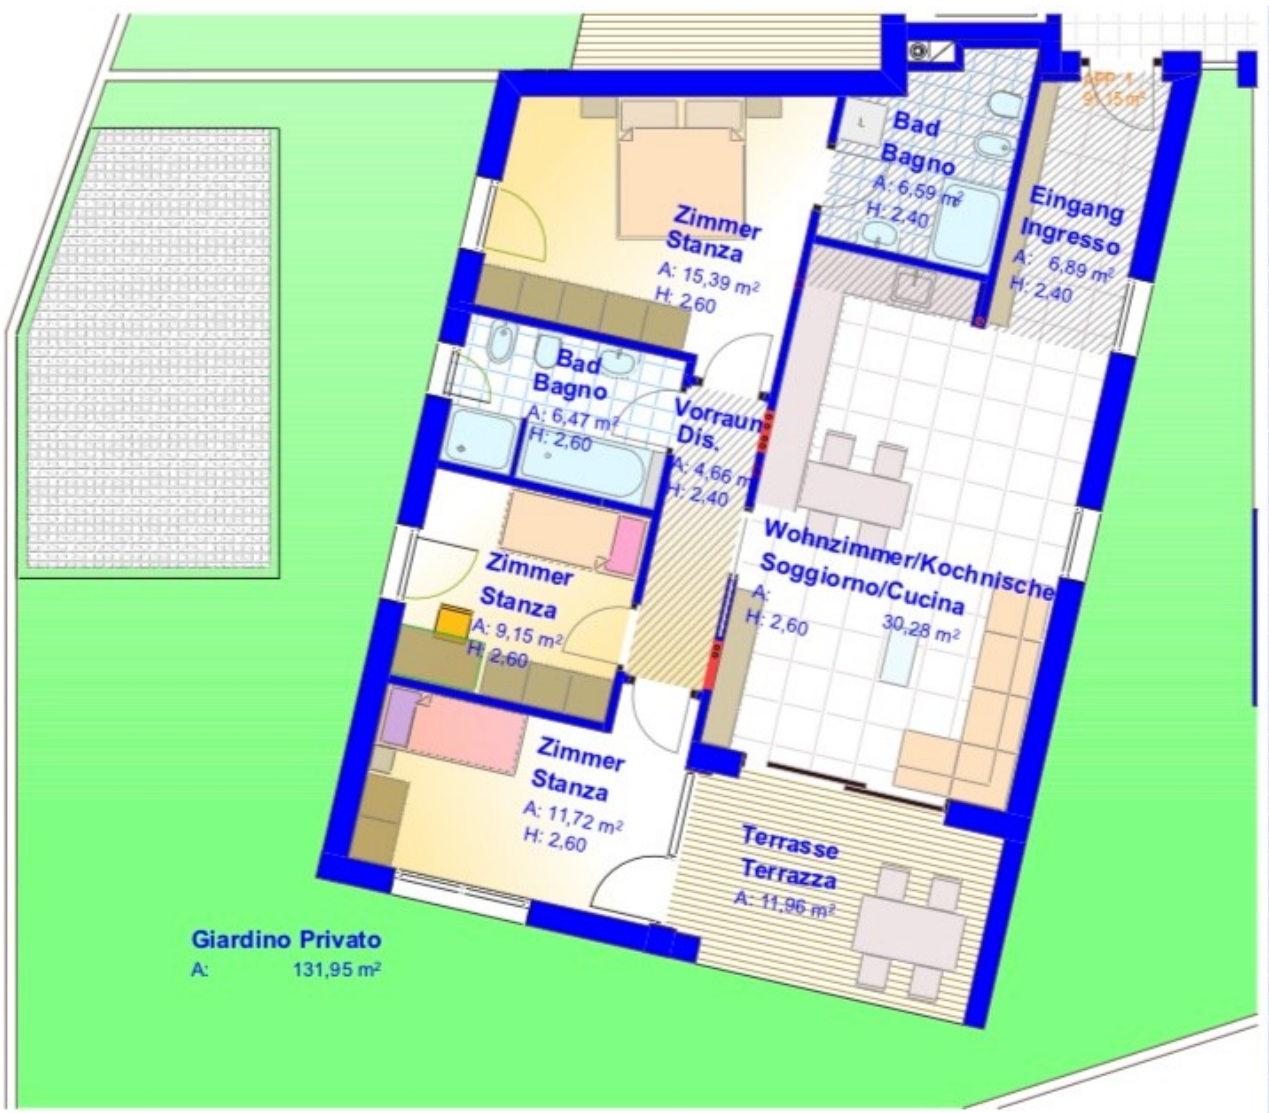 APP. 1
91,15 m²
Bad
Bagno
A: 6,59 m²
H: 2,40
L
Eingang
Ingresso
A: 6,89 m²
H: 2,40
Zimmer
Stanza
A: 15,39 m²
H: 2,60
Bad
Bagno
A: 6,47 m²
H: 2,60
Vorraum
Dis.
A: 4,66 m
H: 2,40
Wohnzimmer/Kochnische
Soggiorno/Cucina
A: 30,28 m²
H: 2,60
Zimmer
Stanza
A: 9,15 m²
H: 2,60
Zimmer
Stanza
A: 11,72 m²
H: 2,60
Terrasse
Terrazza
A: 11,96 m²
Giardino Privato
A: 131,95 m²